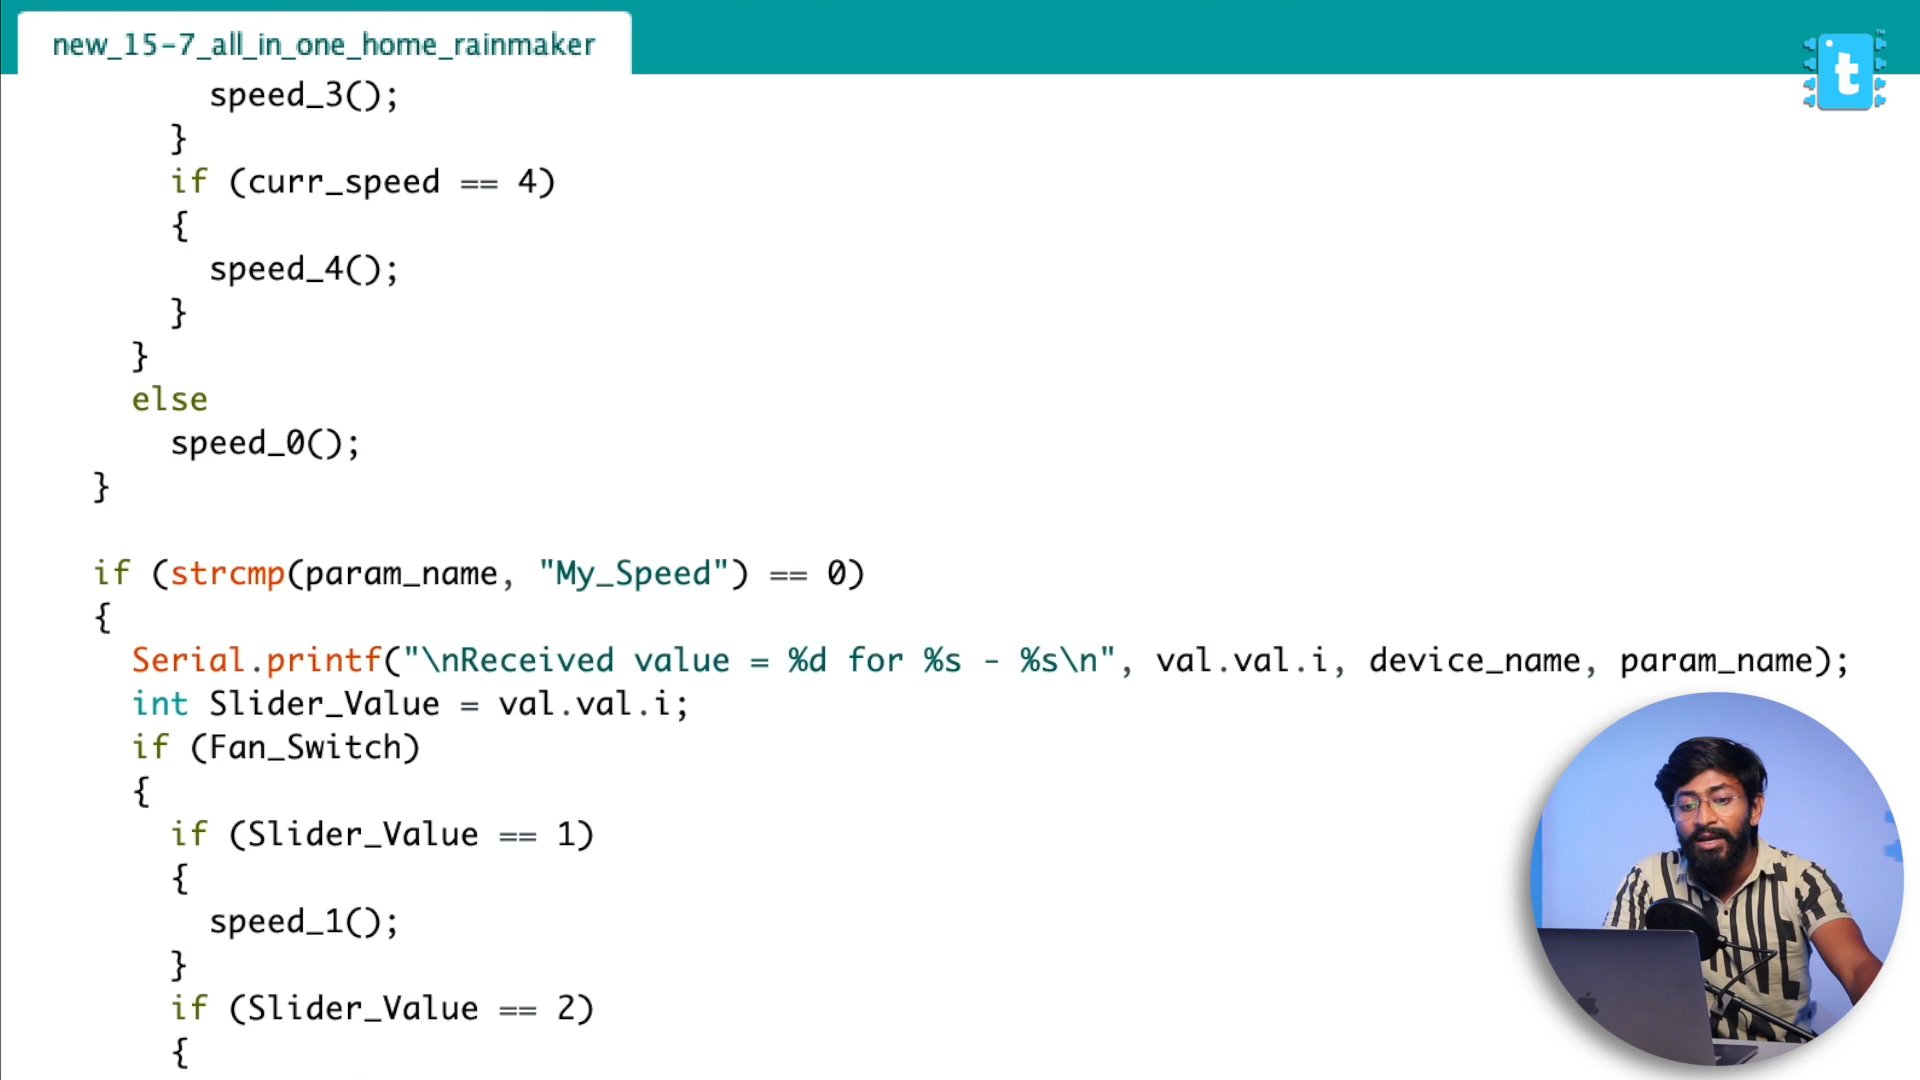 new_15-7_all_in_one_home_rainmaker
t
TM
speed_3();
}
if (curr_speed == 4)
{
speed_4();
}
}
else
speed_0();
}
if (strcmp(param_name, "My_Speed") == 0)
{
Serial.printf("\nReceived value = %d for %s - %s\n", val.val.i, device_name, param_name);
int Slider_Value = val.val.i;
if (Fan_Switch)
{
if (Slider_Value == 1)
{
speed_1();
}
if (Slider_Value == 2)
{